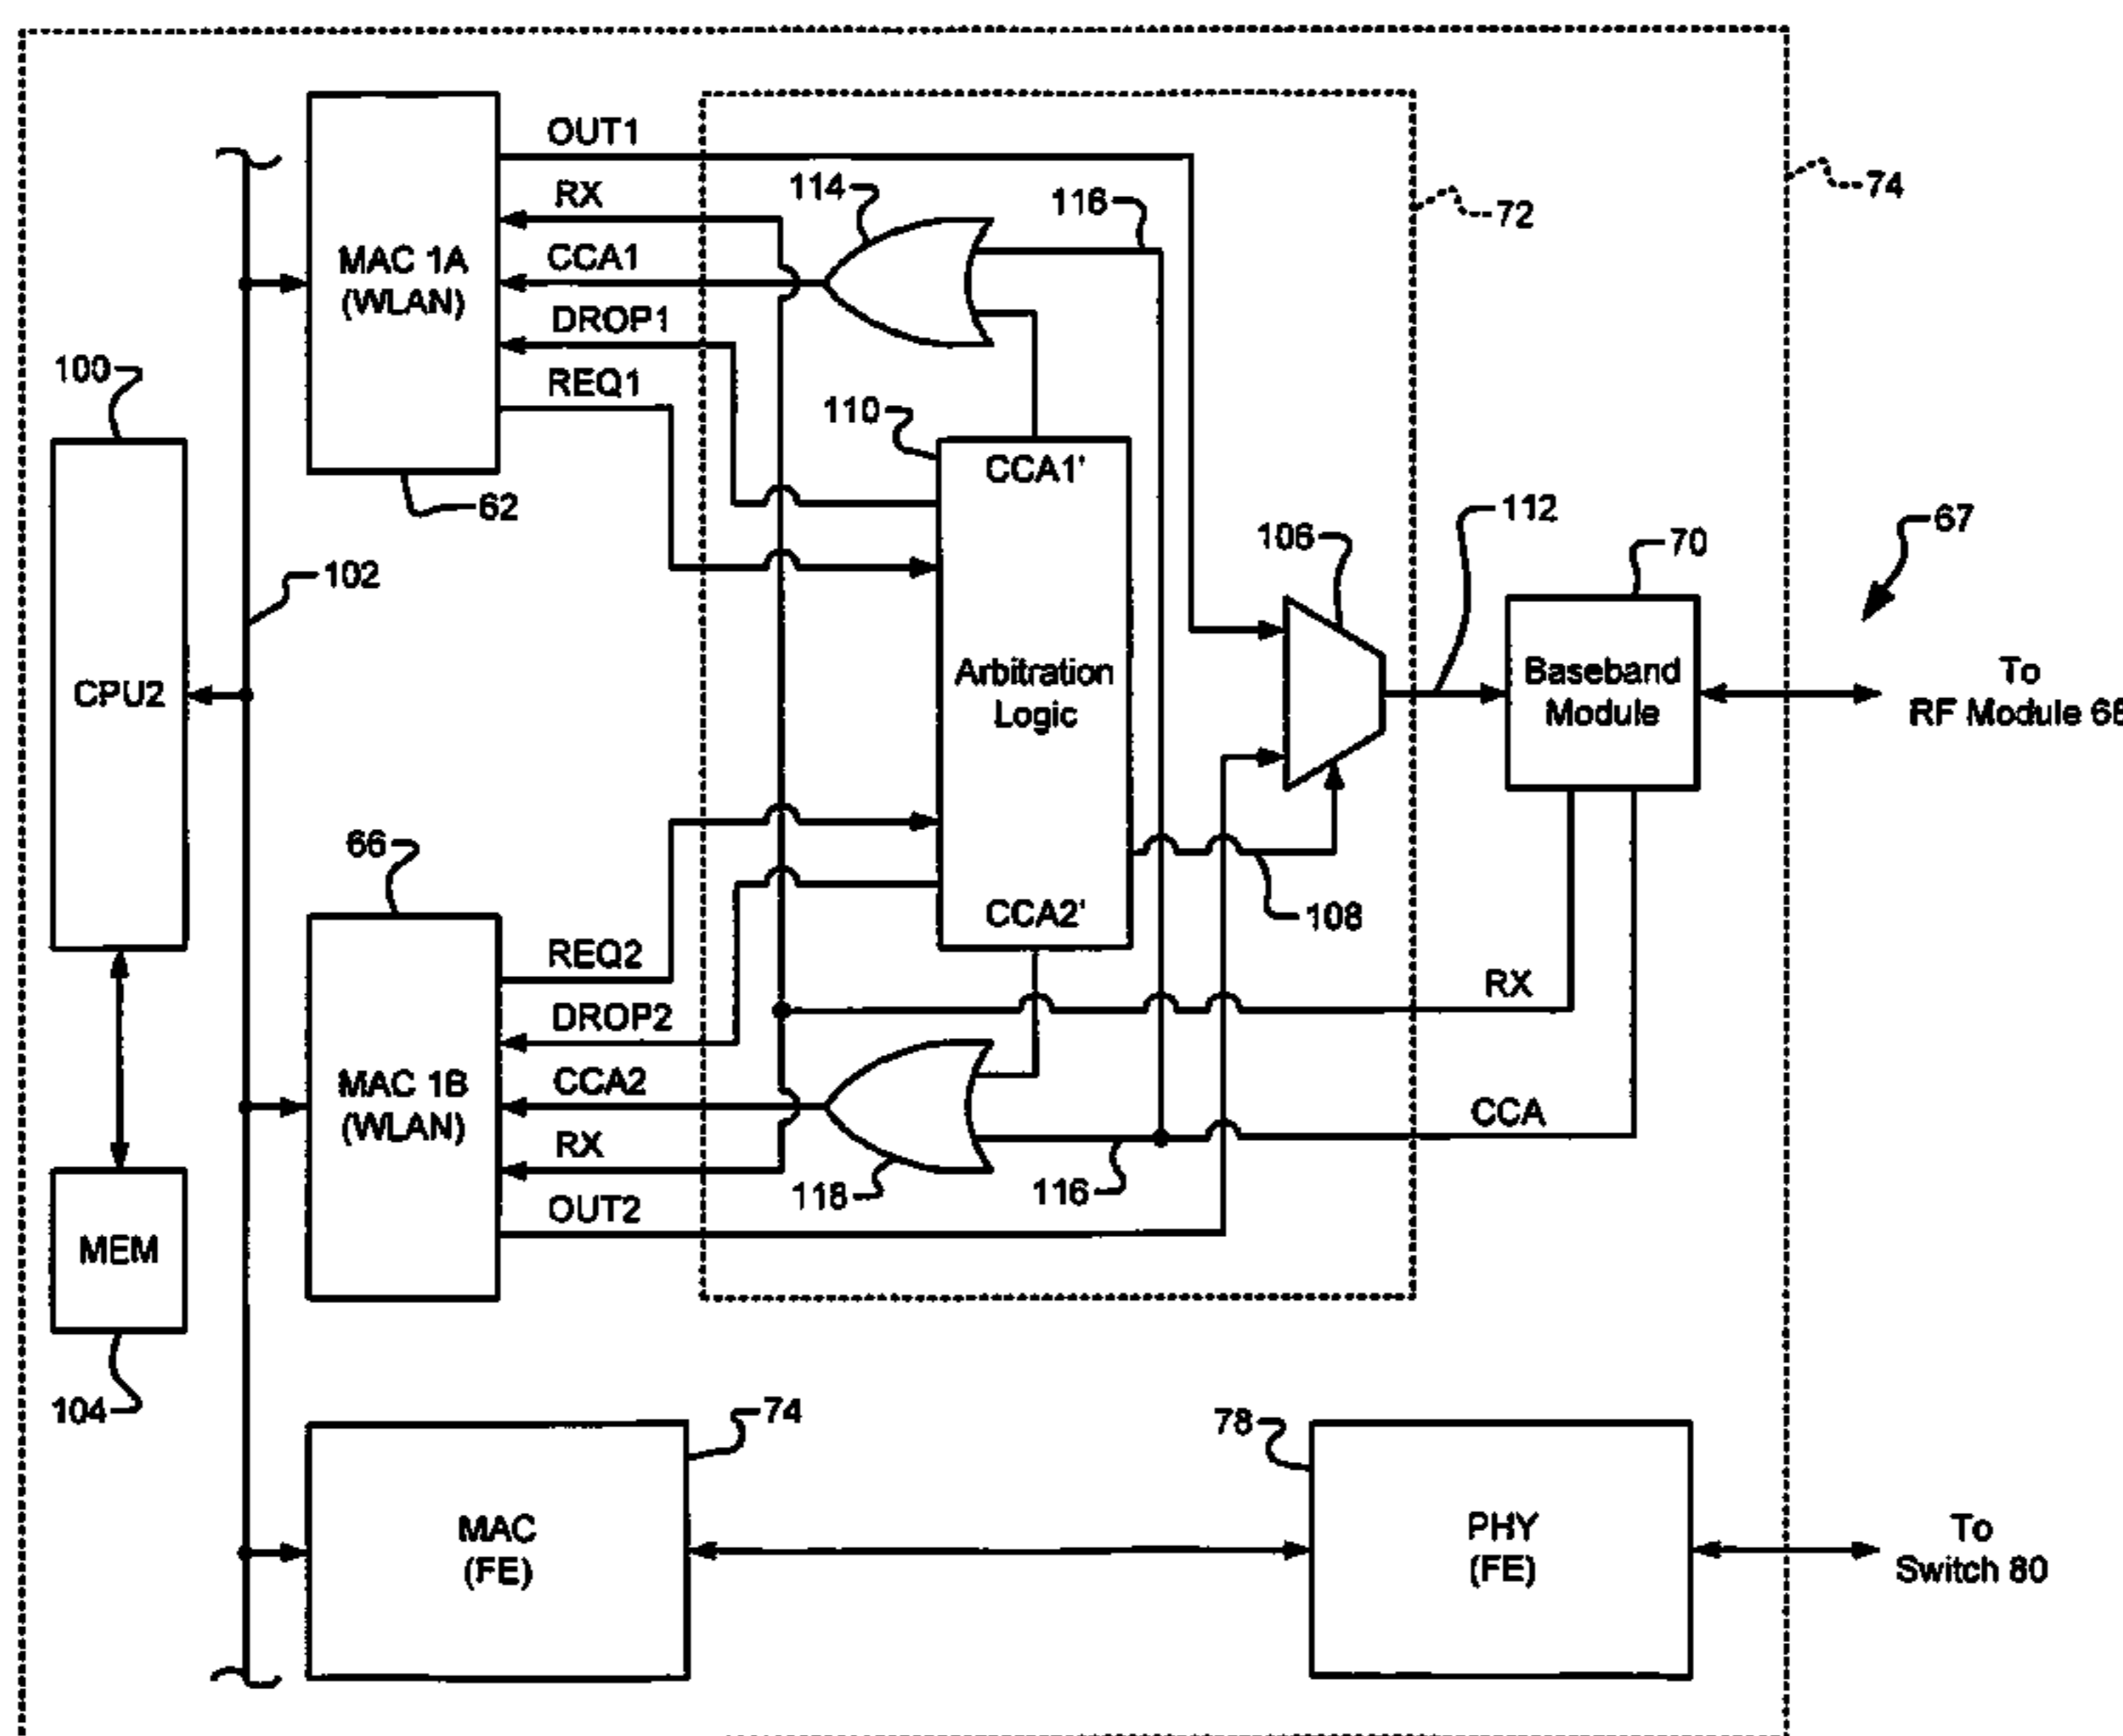 OUT1
RX
CCA1
DROP1
REQ1
MAC 1A
(WLAN)
62
114
116
72
74
100
CPU2
102
110
CCA1'
Arbitration
Logic
CCA2'
106
112
70
Baseband
Module
67
To
RF Module 68
108
66
MAC 1B
(WLAN)
REQ2
DROP2
CCA2
RX
OUT2
118
116
RX
CCA
MEM
104
MAC
(FE)
74
78
PHY
(FE)
To
Switch 80